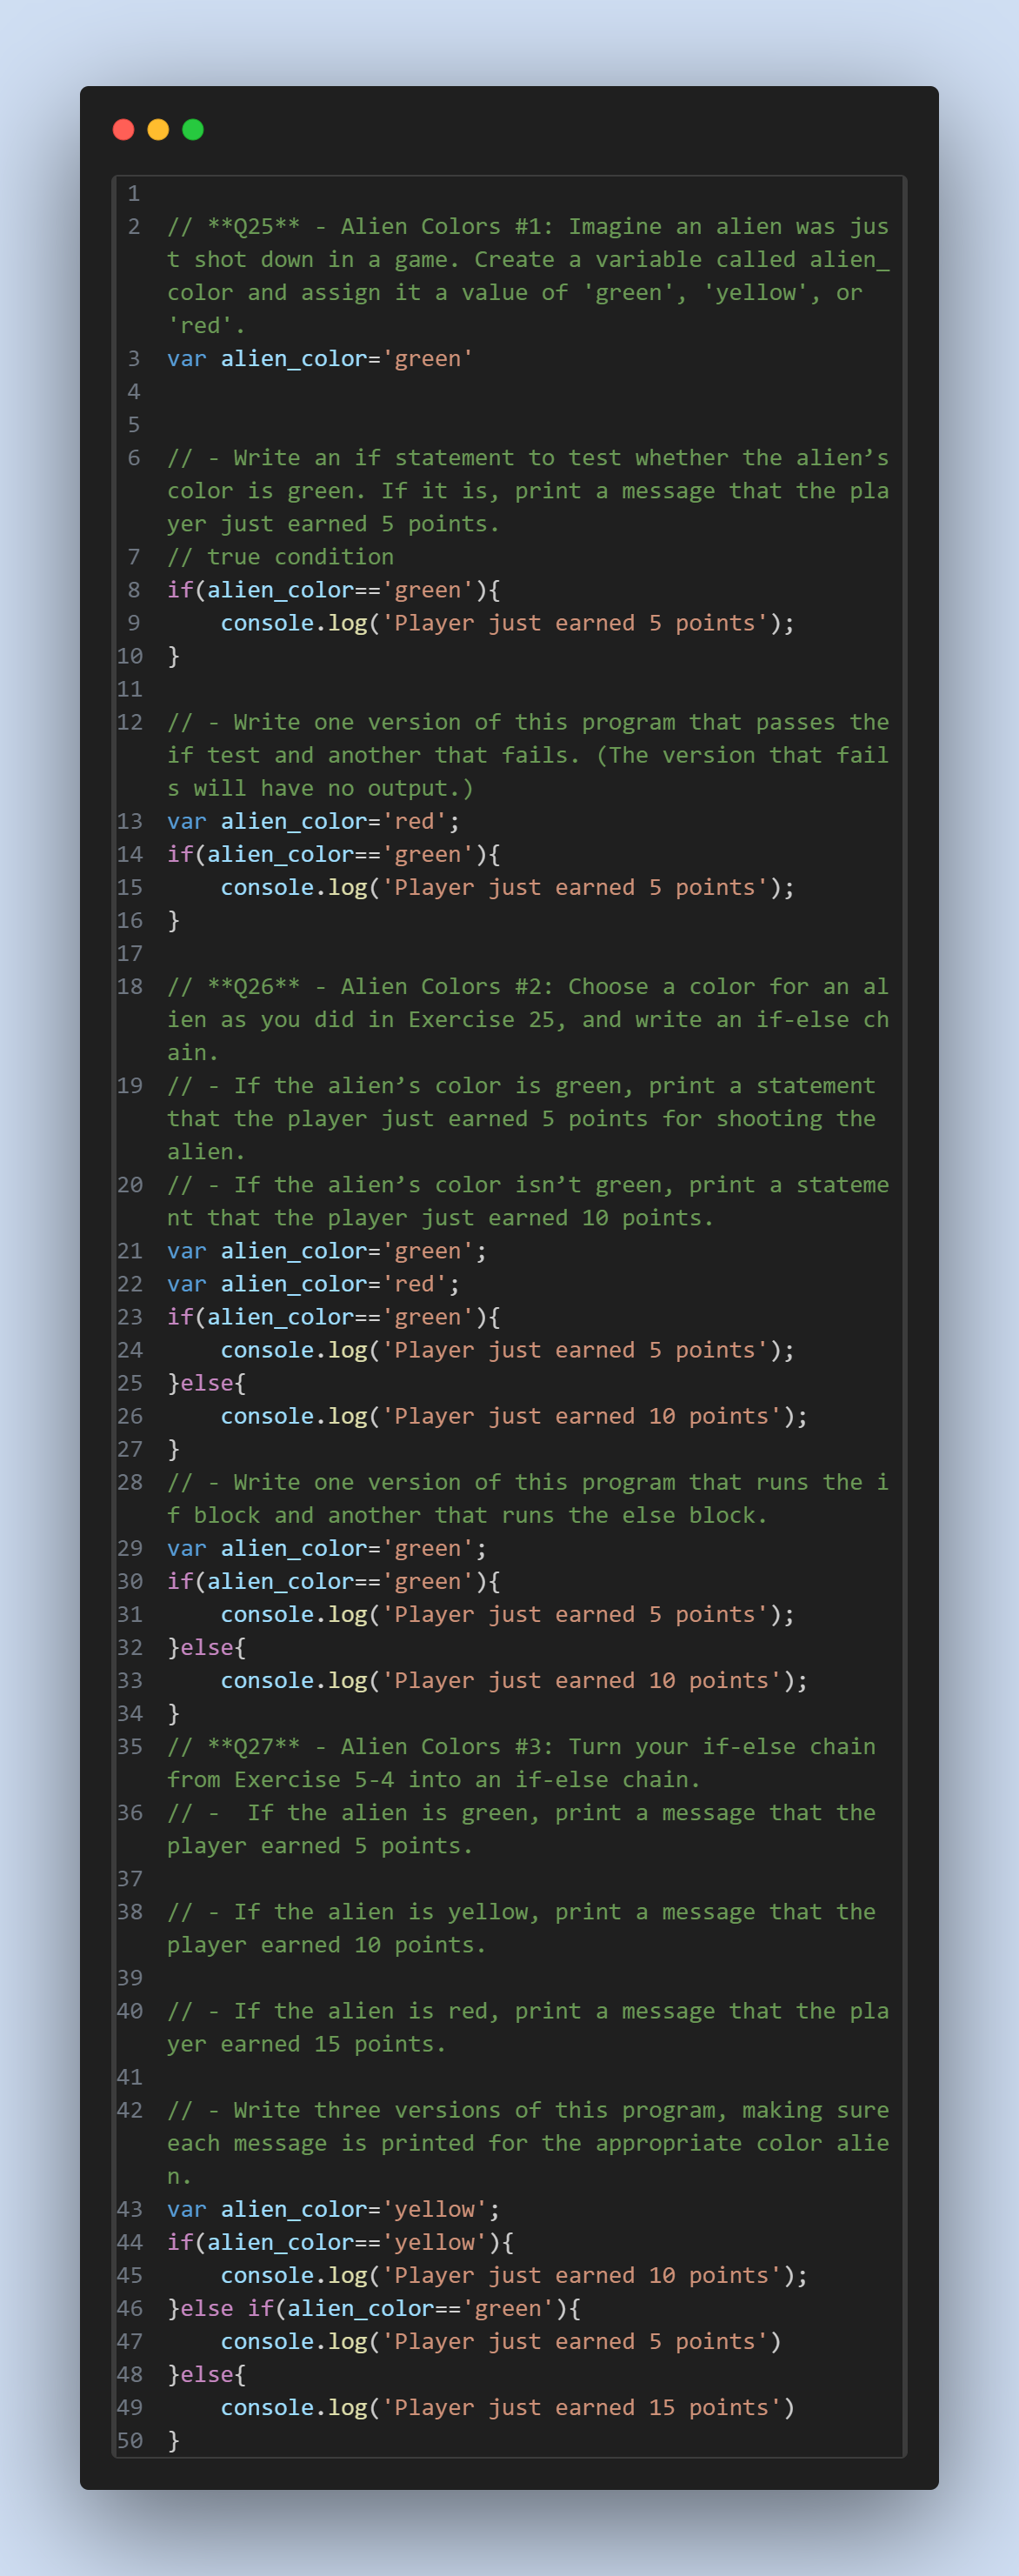 1
2 // **Q25** - Alien Colors #1: Imagine an alien was jus
t shot down in a game. Create a variable called alien_
color and assign it a value of 'green', 'yellow', or
'red'.
3 var alien_color='green'
4
5
6 // - Write an if statement to test whether the alien’s
color is green. If it is, print a message that the pla
yer just earned 5 points.
7 // true condition
8 if(alien_color=='green'){
9     console.log('Player just earned 5 points');
10 }
11
12 // - Write one version of this program that passes the
if test and another that fails. (The version that fail
s will have no output.)
13 var alien_color='red';
14 if(alien_color=='green'){
15     console.log('Player just earned 5 points');
16 }
17
18 // **Q26** - Alien Colors #2: Choose a color for an al
ien as you did in Exercise 25, and write an if-else ch
ain.
19 // - If the alien’s color is green, print a statement
that the player just earned 5 points for shooting the
alien.
20 // - If the alien’s color isn’t green, print a stateme
nt that the player just earned 10 points.
21 var alien_color='green';
22 var alien_color='red';
23 if(alien_color=='green'){
24     console.log('Player just earned 5 points');
25 }else{
26     console.log('Player just earned 10 points');
27 }
28 // - Write one version of this program that runs the i
f block and another that runs the else block.
29 var alien_color='green';
30 if(alien_color=='green'){
31     console.log('Player just earned 5 points');
32 }else{
33     console.log('Player just earned 10 points');
34 }
35 // **Q27** - Alien Colors #3: Turn your if-else chain
from Exercise 5-4 into an if-else chain.
36 // -  If the alien is green, print a message that the
player earned 5 points.
37
38 // - If the alien is yellow, print a message that the
player earned 10 points.
39
40 // - If the alien is red, print a message that the pla
yer earned 15 points.
41
42 // - Write three versions of this program, making sure
each message is printed for the appropriate color alie
n.
43 var alien_color='yellow';
44 if(alien_color=='yellow'){
45     console.log('Player just earned 10 points');
46 }else if(alien_color=='green'){
47     console.log('Player just earned 5 points')
48 }else{
49     console.log('Player just earned 15 points')
50 }